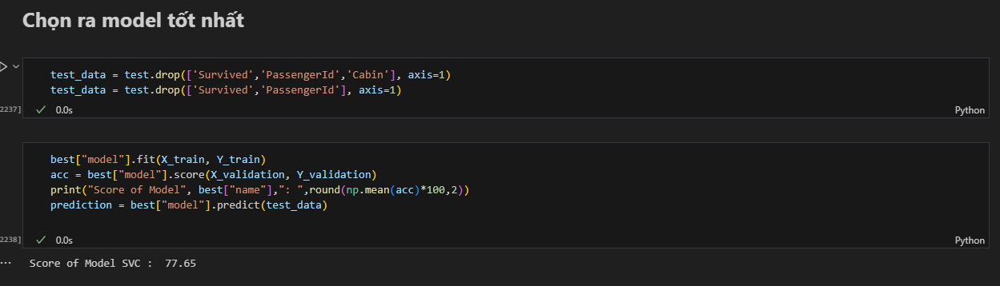 Chọn ra model tốt nhất
test_data = test.drop(['Survived','PassengerId','Cabin'], axis=1)
test_data = test.drop(['Survived','PassengerId'], axis=1)
2237] 0.0s Python
best["model"].fit(X_train, Y_train)
acc = best["model"].score(X_validation, Y_validation)
print("Score of Model", best["name"],": ",round(np.mean(acc)*100,2))
prediction = best["model"].predict(test_data)
2238] 0.0s Python
... Score of Model SVC :  77.65